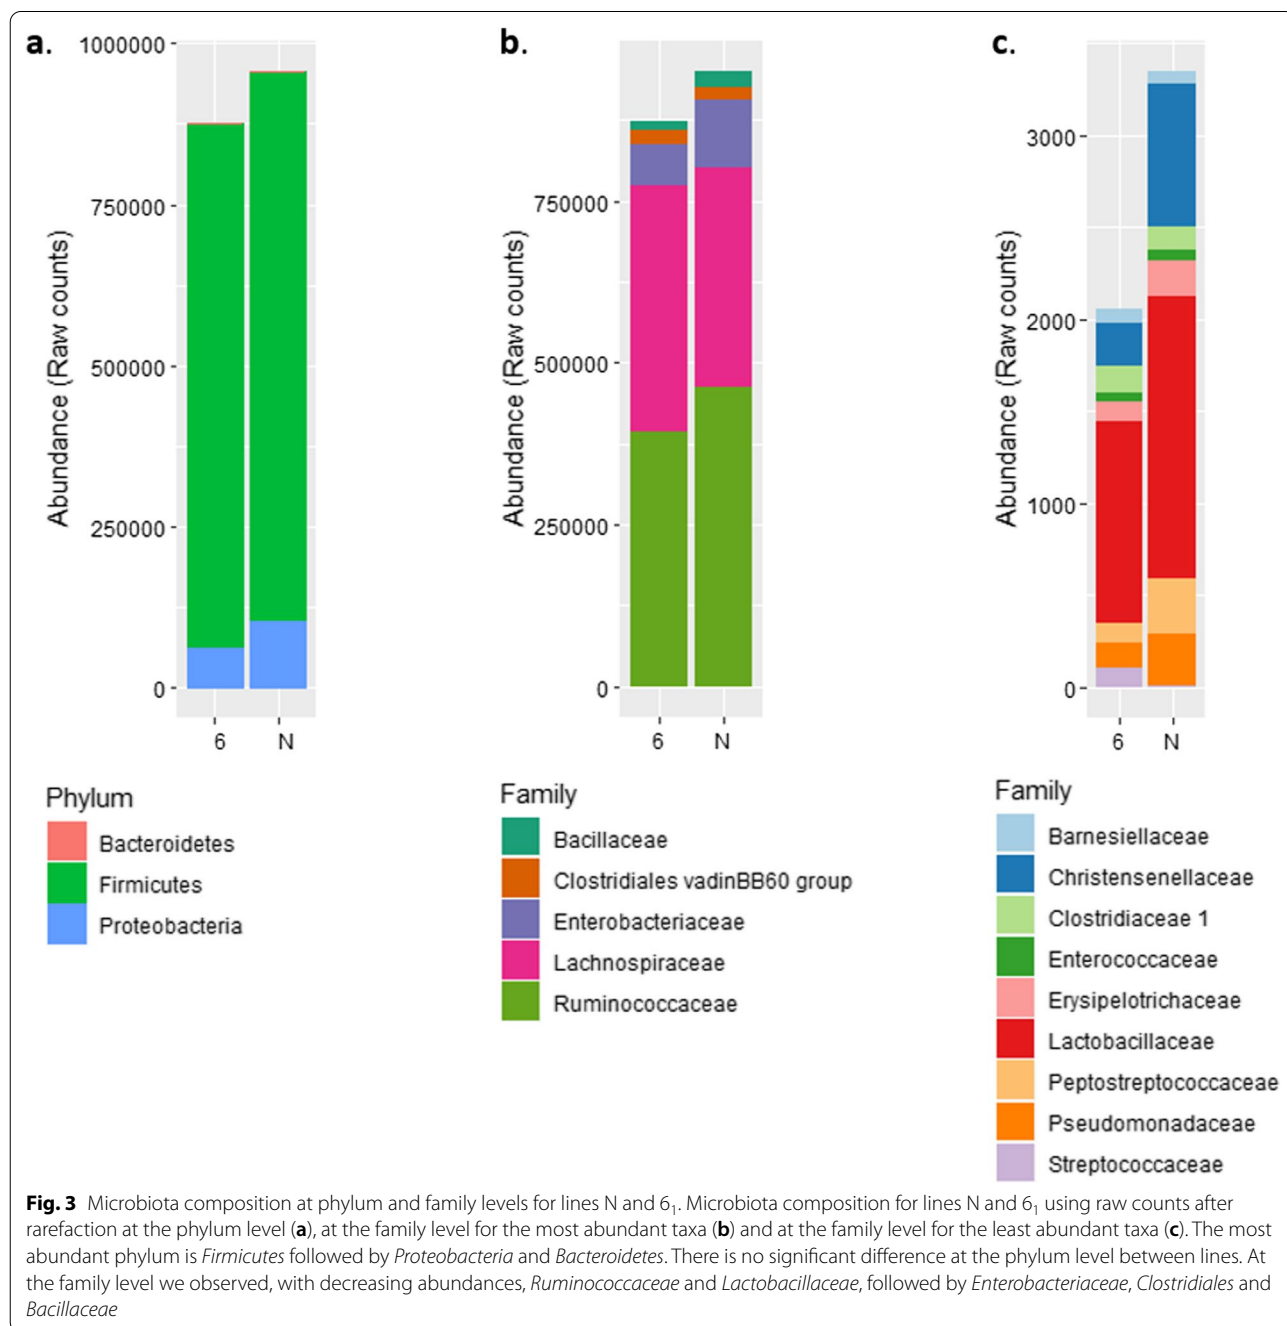 a.
1000000
750000
500000
250000
0
Abundance (Raw counts)
6 N
Phylum
Bacteroidetes
Firmicutes
Proteobacteria
b.
750000
500000
250000
0
Abundance (Raw counts)
6 N
Family
Bacillaceae
Clostridiales vadinBB60 group
Enterobacteriaceae
Lachnospiraceae
Ruminococcaceae
c.
3000
2000
1000
0
Abundance (Raw counts)
6 N
Family
Barnesiellaceae
Christensenellaceae
Clostridiaceae 1
Enterococcaceae
Erysipelotrichaceae
Lactobacillaceae
Peptostreptococcaceae
Pseudomonadaceae
Streptococcaceae
Fig. 3 Microbiota composition at phylum and family levels for lines N and 6₁. Microbiota composition for lines N and 6₁ using raw counts after
rarefaction at the phylum level (a), at the family level for the most abundant taxa (b) and at the family level for the least abundant taxa (c). The most
abundant phylum is Firmicutes followed by Proteobacteria and Bacteroidetes. There is no significant difference at the phylum level between lines. At
the family level we observed, with decreasing abundances, Ruminococcaceae and Lactobacillaceae, followed by Enterobacteriaceae, Clostridiales and
Bacillaceae